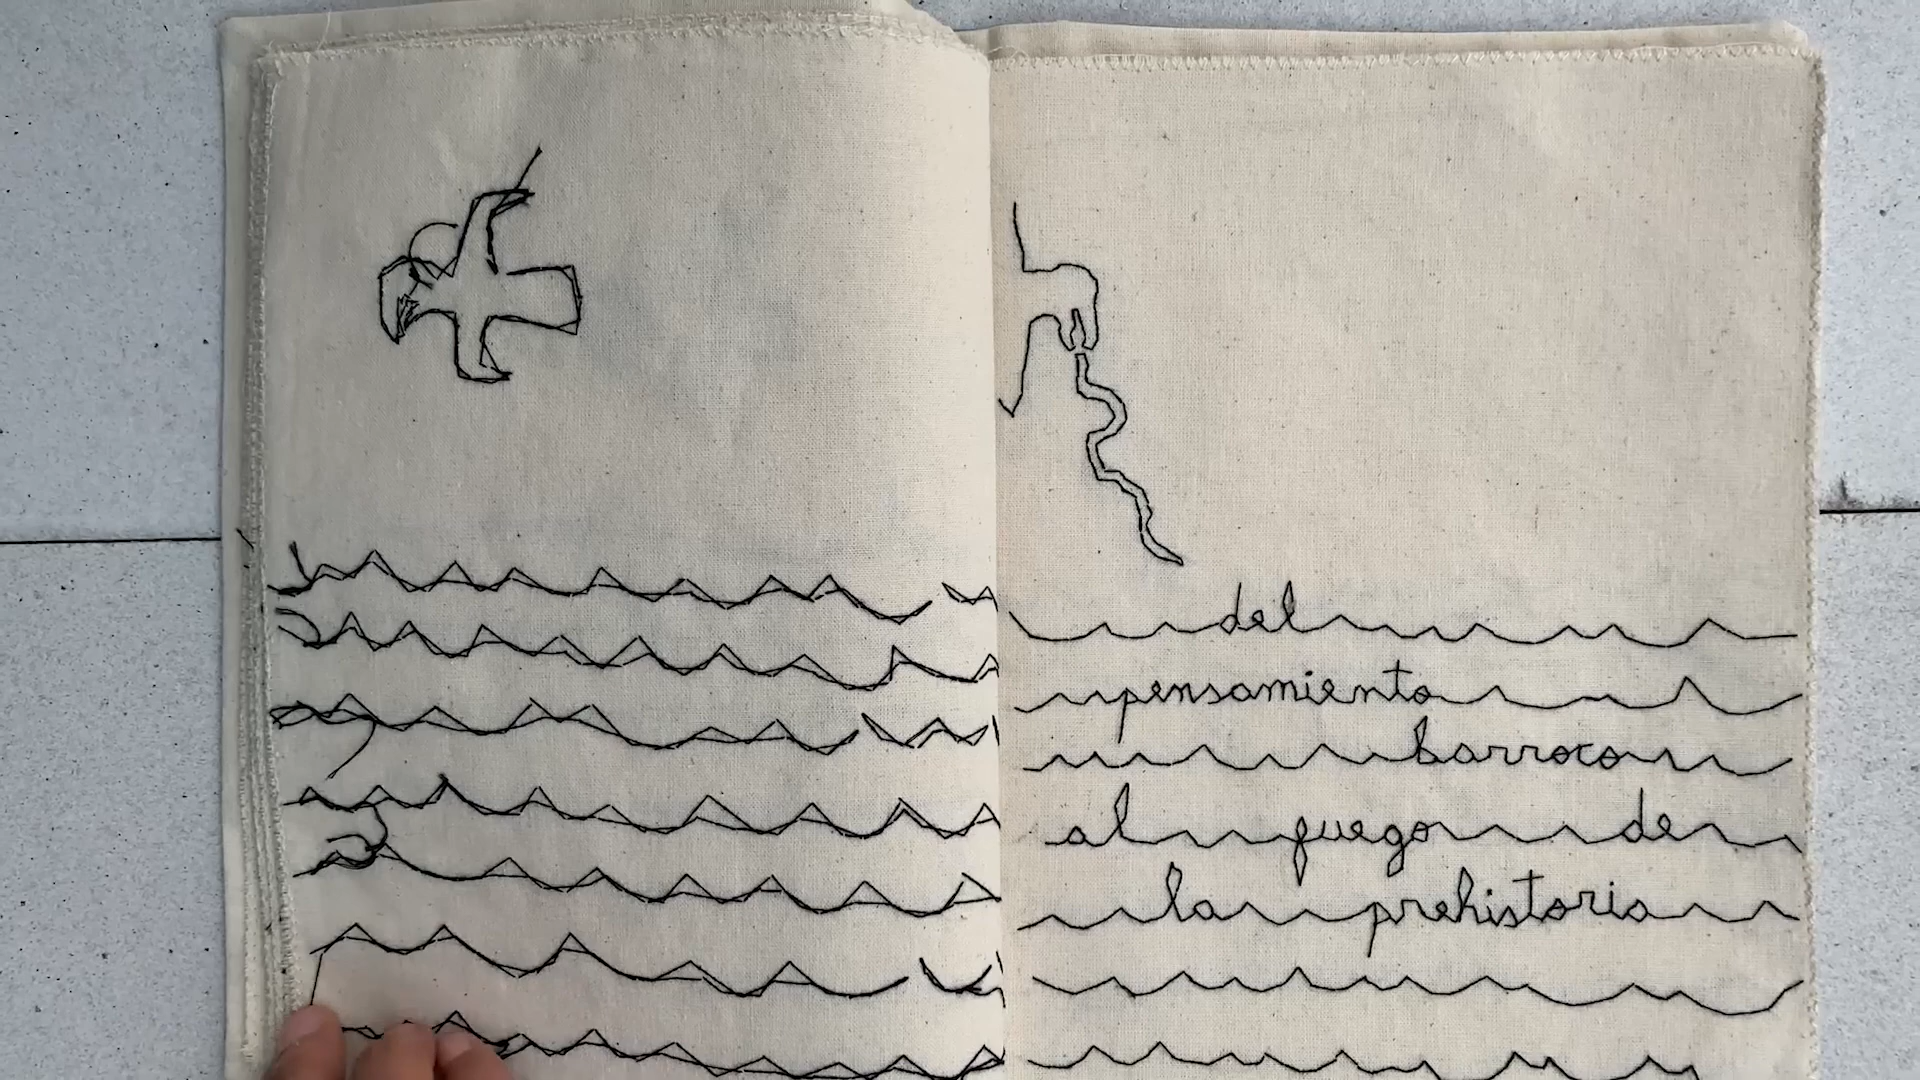 del
pensamiento
barroco
al fuego de
la prehistoria